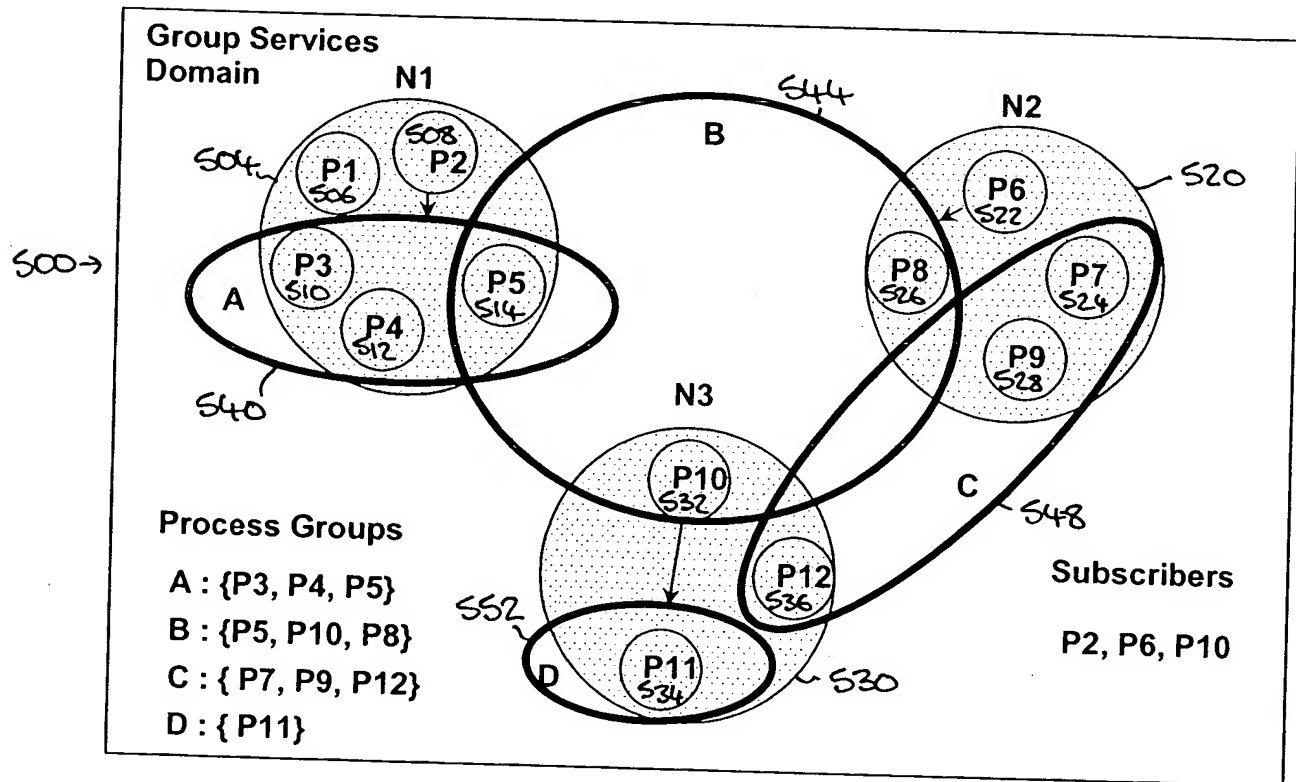 Group Services
Domain
N1
544
B
N2
504
P1
506
508
P2
P6
522
520
500→
A
P3
510
P4
512
P5
514
P8
526
P7
524
P9
528
540
N3
P10
532
C
548
Process Groups
A : {P3, P4, P5}
B : {P5, P10, P8}
C : { P7, P9, P12}
D : { P11}
552
D
P11
534
P12
536
530
Subscribers
P2, P6, P10